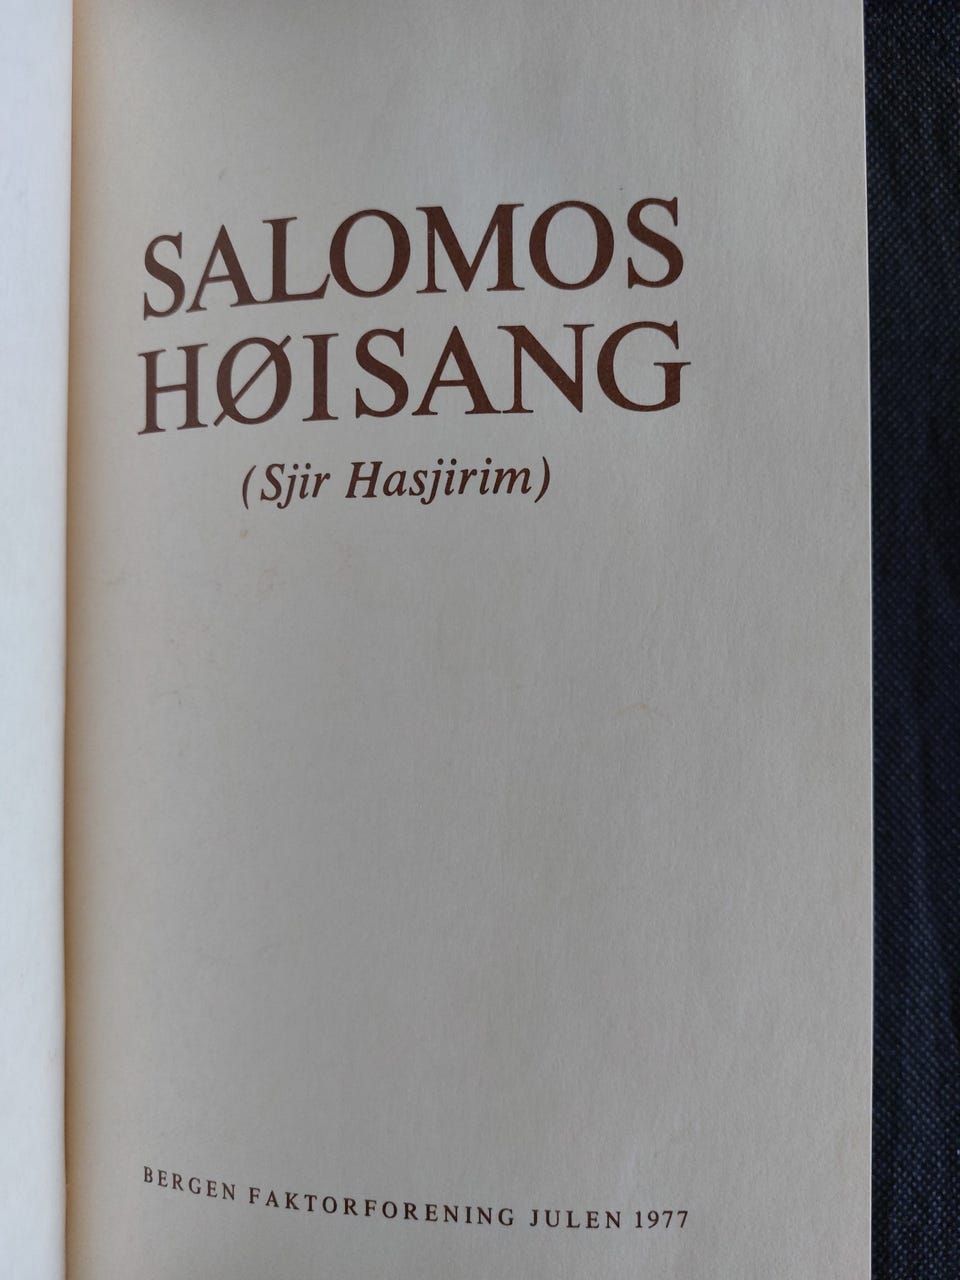 SALOMOS
HØISANG
(Sjir Hasjirim)
BERGEN FAKTORFORENING JULEN 1977